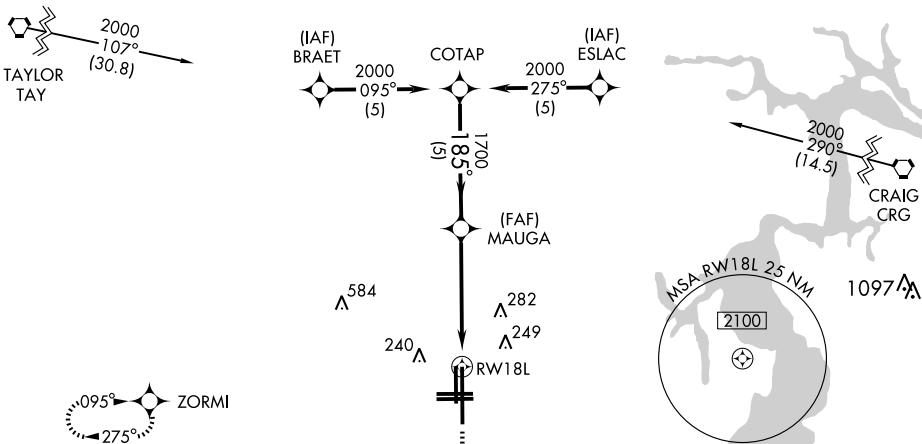 2000
107°
(30.8)
TAYLOR
TAY
(IAF)
BRAET
2000
095°
(5)
COTAP
(IAF)
ESLAC
2000
275°
(5)
1700
185°
(5)
2000
290°
(14.5)
CRAIG
CRG
(FAF)
MAUGA
584
282
249
240
RW18L
MSA RW18L 25 NM
2100
1097
095°
ZORMI
275°